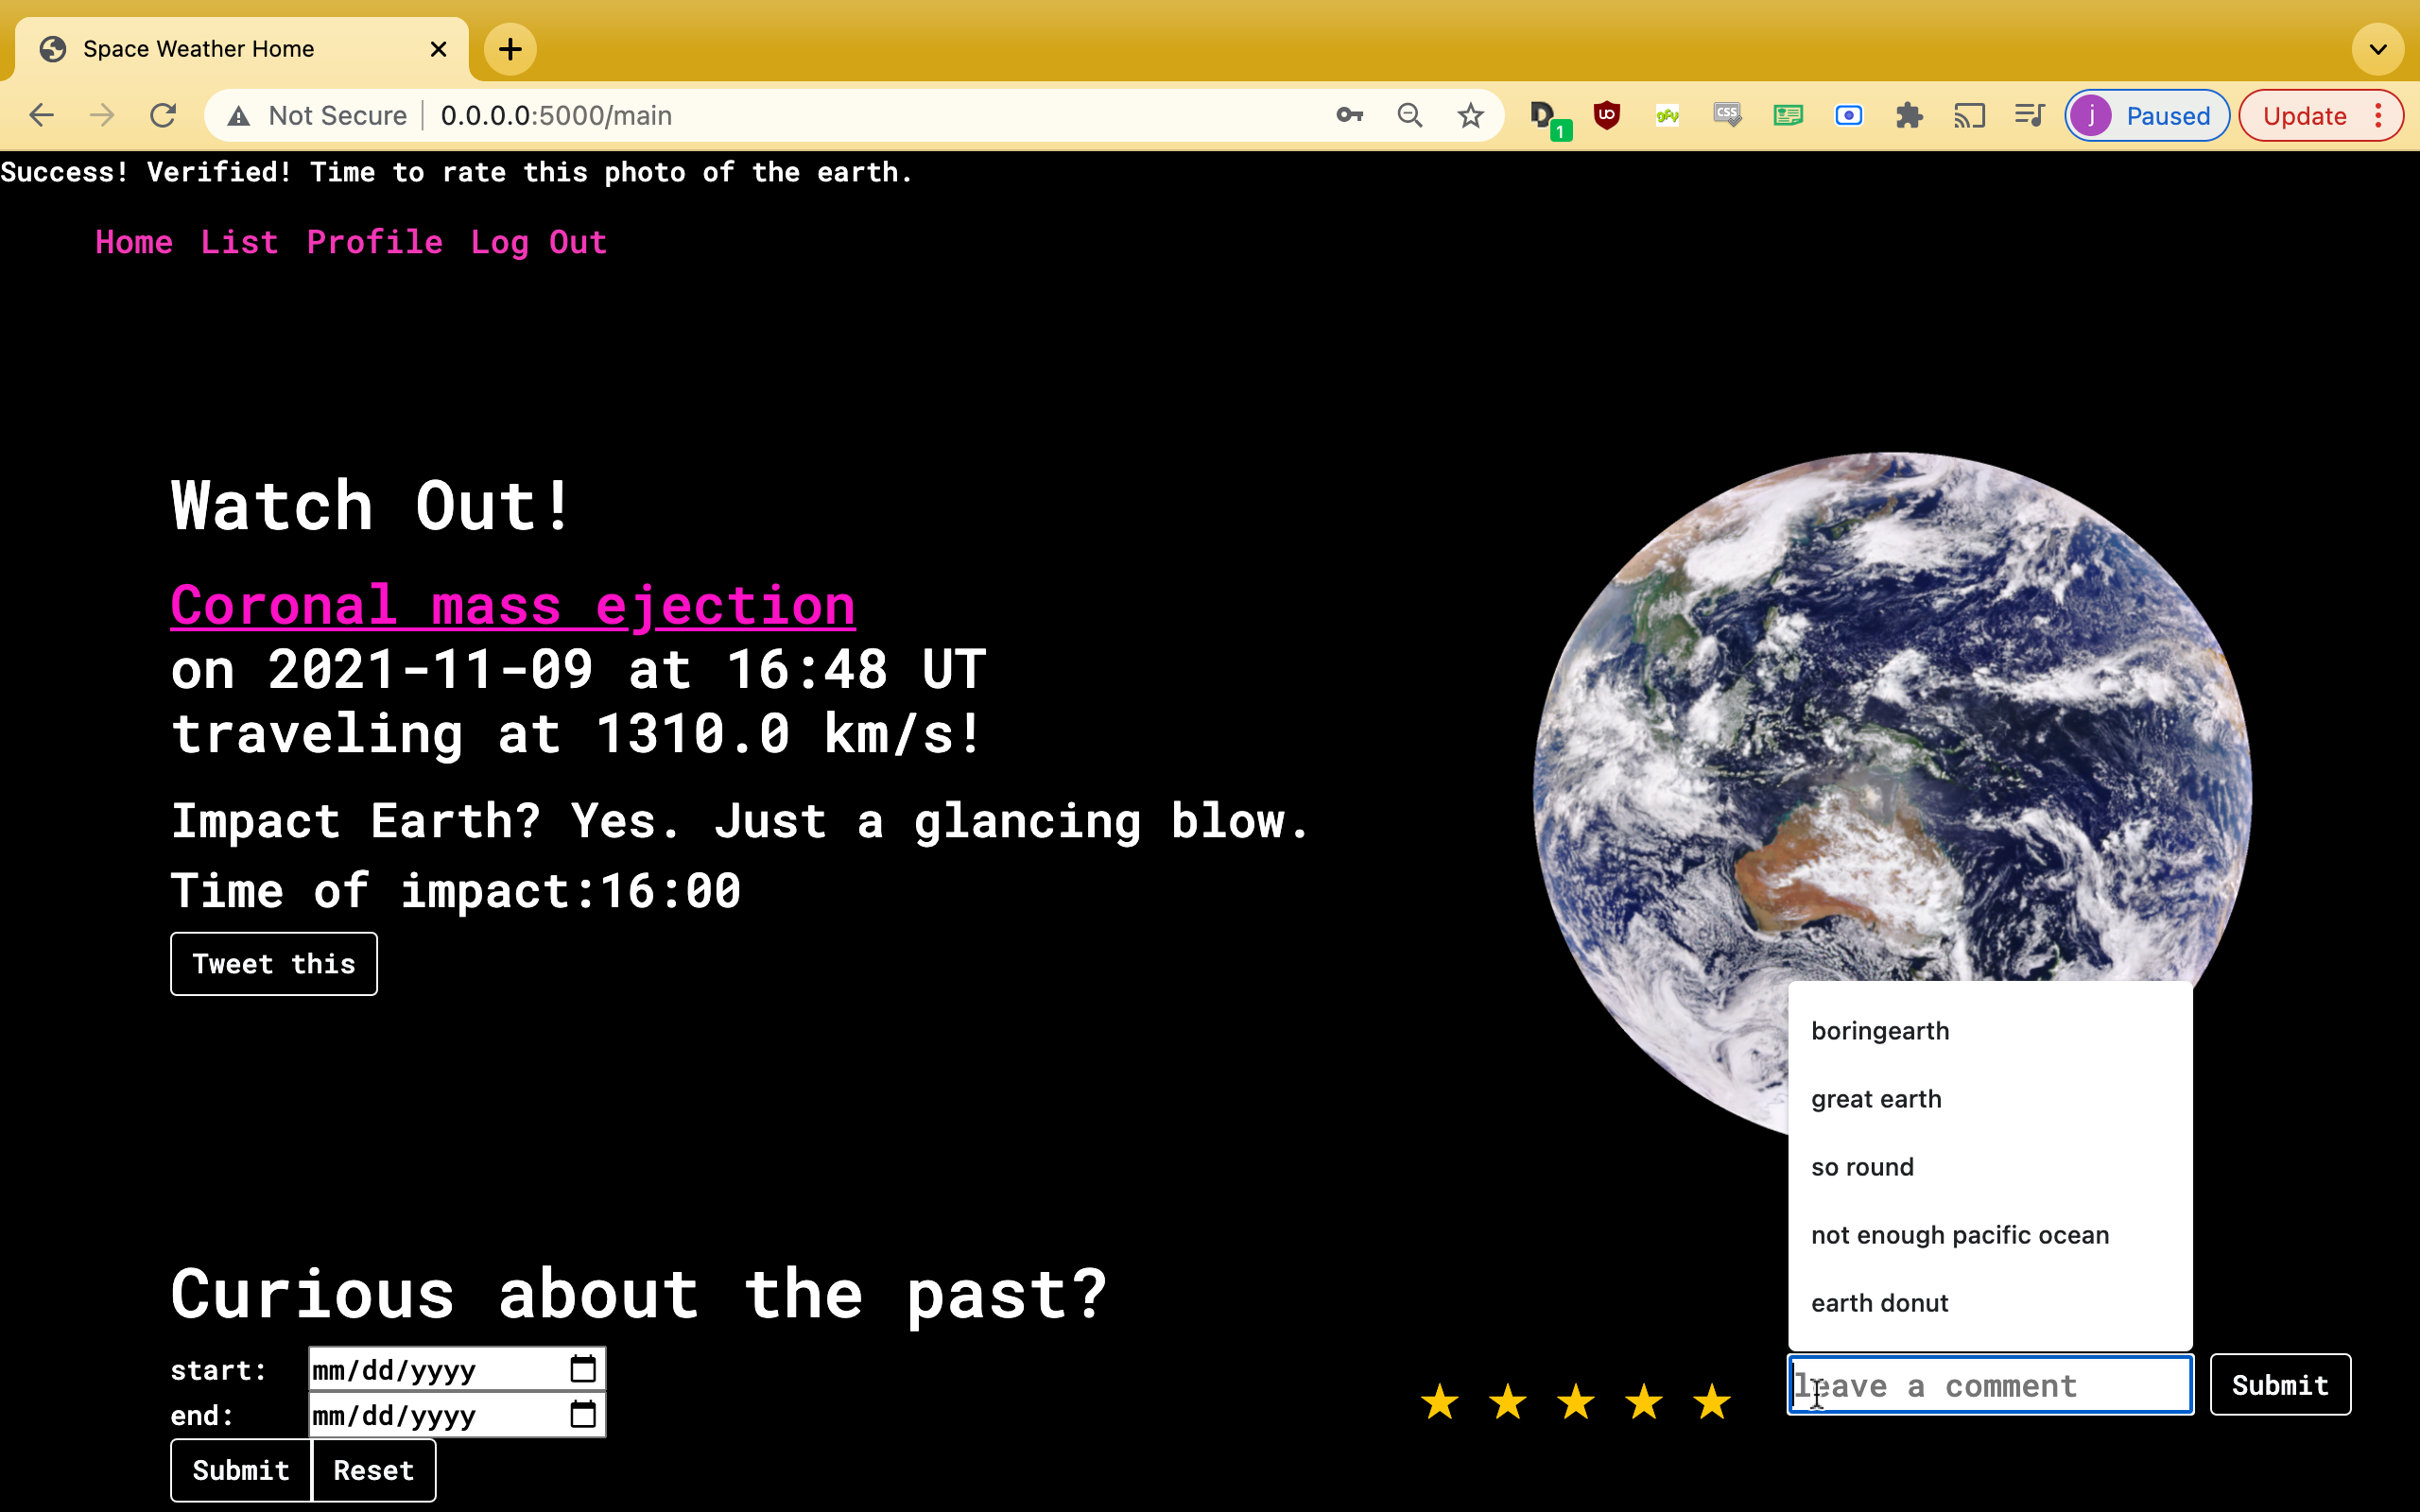 Space Weather Home
Not Secure 0.0.0.0:5000/main
1
j Paused
Update
Success! Verified! Time to rate this photo of the earth.
Home List Profile Log Out
Watch Out!
Coronal mass ejection
on 2021-11-09 at 16:48 UT
traveling at 1310.0 km/s!
Impact Earth? Yes. Just a glancing blow.
Time of impact:16:00
Tweet this
boringearth
great earth
so round
not enough pacific ocean
earth donut
leave a comment
Submit
Curious about the past?
start: mm/dd/yyyy
end: mm/dd/yyyy
Submit Reset